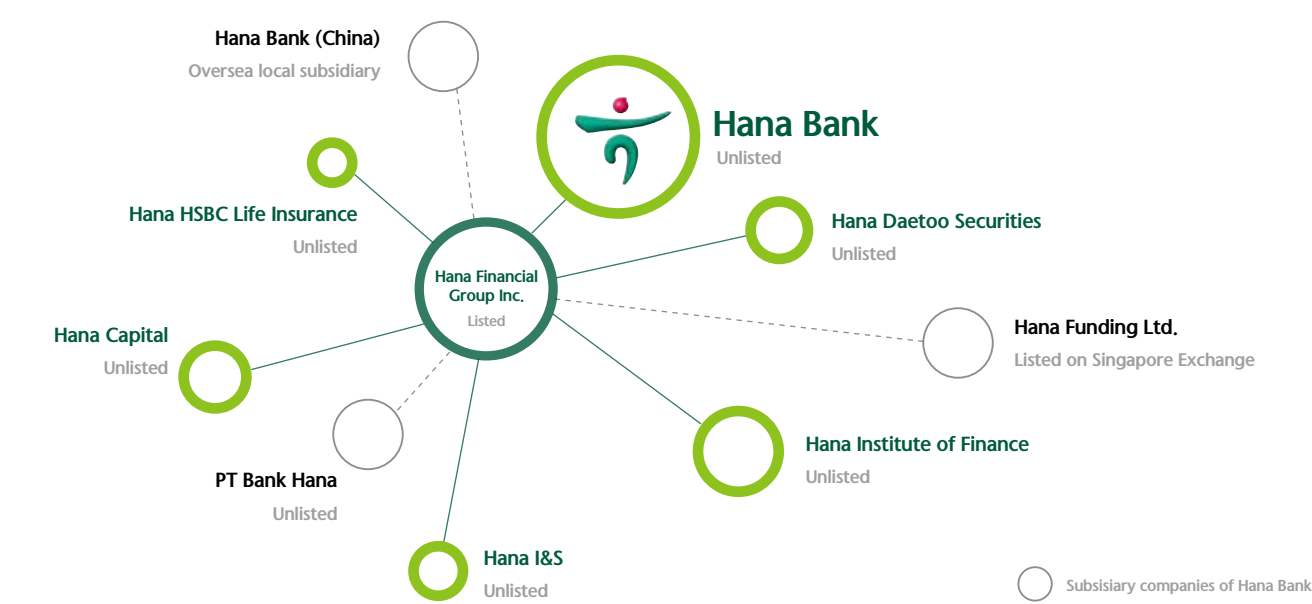 Hana Bank (China)
Oversea local subsidiary
Hana Bank
Unlisted
Hana HSBC Life Insurance
Unlisted
Hana Daetoo Securities
Unlisted
Hana Financial
Group Inc.
Listed
Hana Capital
Unlisted
Hana Funding Ltd.
Listed on Singapore Exchange
PT Bank Hana
Unlisted
Hana Institute of Finance
Unlisted
Hana I&S
Unlisted
Subsisiary companies of Hana Bank